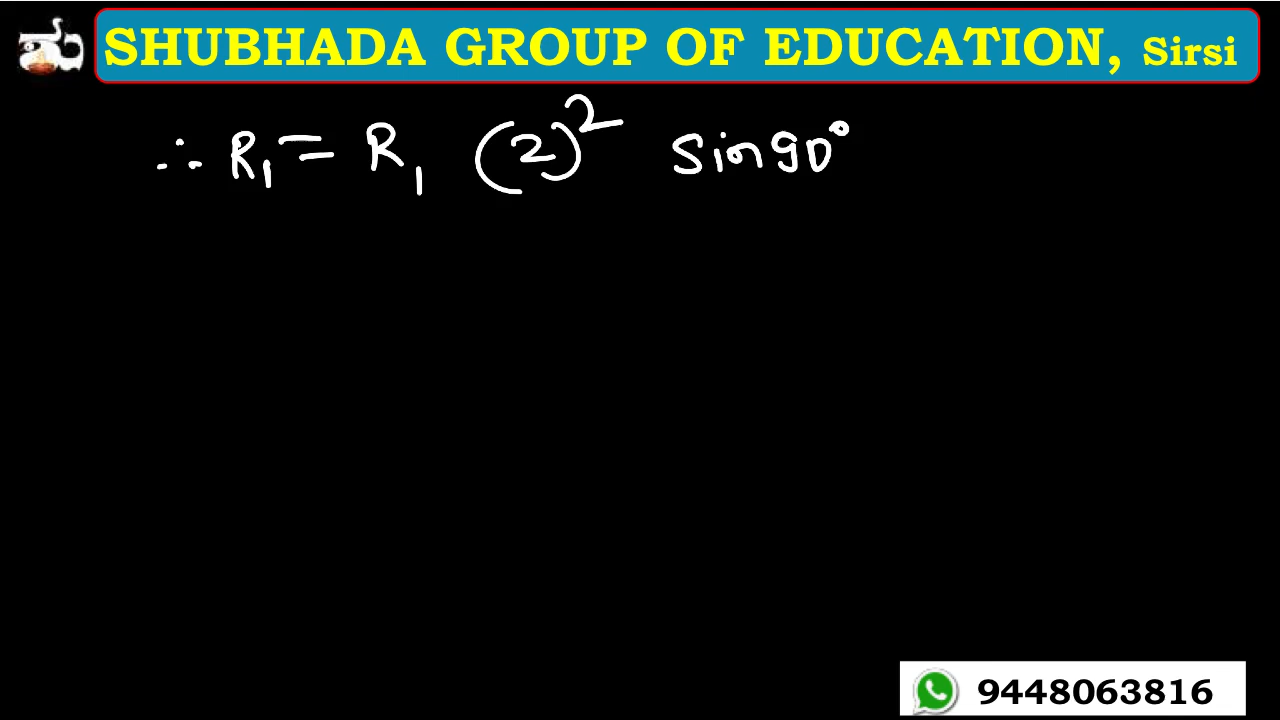 ಶು SHUBHADA GROUP OF EDUCATION, Sirsi
∴ R₁ = R₁ (2)² Sin90°
9448063816